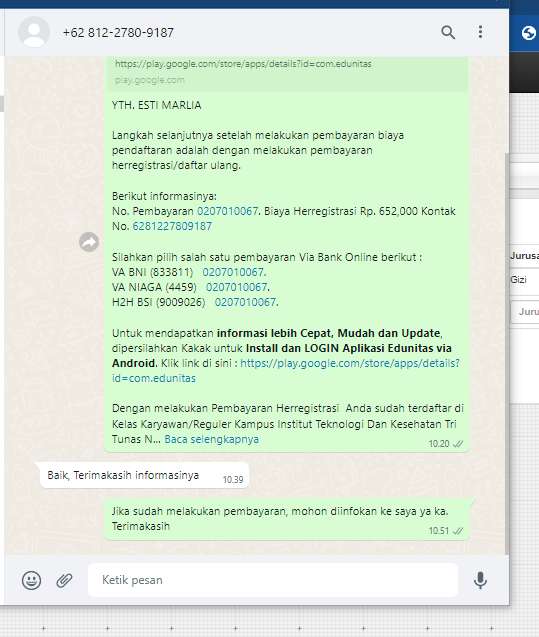 +62 812-2780-9187
https://play.google.com/store/apps/details?id=com.edunitas
play.google.com
YTH. ESTI MARLIA
Langkah selanjutnya setelah melakukan pembayaran biaya
pendaftaran adalah dengan melakukan pembayaran
herregistrasi/daftar ulang.
Berikut informasinya:
No. Pembayaran 0207010067. Biaya Herregistrasi Rp. 652,000 Kontak
No. 6281227809187
Silahkan pilih salah satu pembayaran Via Bank Online berikut :
VA BNI (833811) 0207010067.
VA NIAGA (4459) 0207010067.
H2H BSI (9009026) 0207010067.
Untuk mendapatkan informasi lebih Cepat, Mudah dan Update,
dipersilahkan Kakak untuk Install dan LOGIN Aplikasi Edunitas via
Android. Klik link di sini : https://play.google.com/store/apps/details?
id=com.edunitas
Dengan melakukan Pembayaran Herregistrasi Anda sudah terdaftar di
Kelas Karyawan/Reguler Kampus Institut Teknologi Dan Kesehatan Tri
Tunas N... Baca selengkapnya
10.20
Baik, Terimakasih informasinya
10.39
Jika sudah melakukan pembayaran, mohon diinfokan ke saya ya ka.
Terimakasih
10.51
Ketik pesan
Jurusa
Gizi
Juru